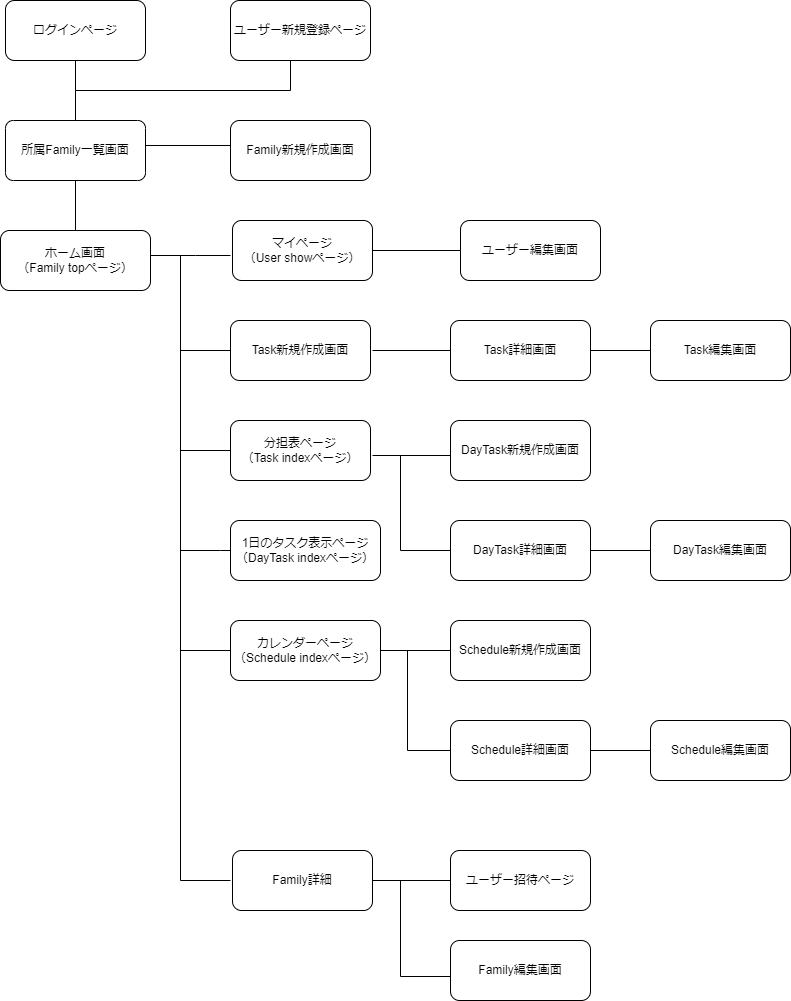 ログインページ
ユーザー新規登録ページ
所属Family一覧画面
Family新規作成画面
ホーム画面
（Family topページ）
マイページ
（User showページ）
ユーザー編集画面
Task新規作成画面
Task詳細画面
Task編集画面
分担表ページ
（Task indexページ）
DayTask新規作成画面
1日のタスク表示ページ
（DayTask indexページ）
DayTask詳細画面
DayTask編集画面
カレンダーページ
（Schedule indexページ）
Schedule新規作成画面
Schedule詳細画面
Schedule編集画面
Family詳細
ユーザー招待ページ
Family編集画面